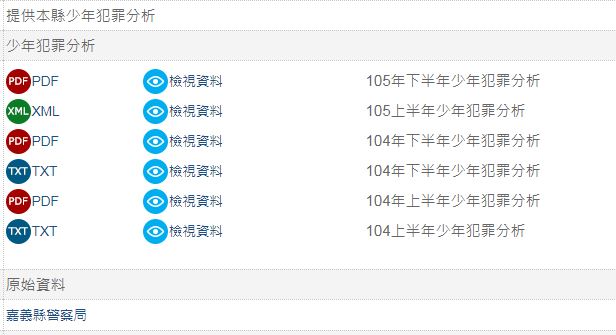 提供本縣少年犯罪分析
少年犯罪分析
PDF PDF 檢視資料 105年下半年少年犯罪分析
XML XML 檢視資料 105上半年少年犯罪分析
PDF PDF 檢視資料 104年下半年少年犯罪分析
TXT TXT 檢視資料 104年下半年少年犯罪分析
PDF PDF 檢視資料 104年上半年少年犯罪分析
TXT TXT 檢視資料 104上半年少年犯罪分析
原始資料
嘉義縣警察局